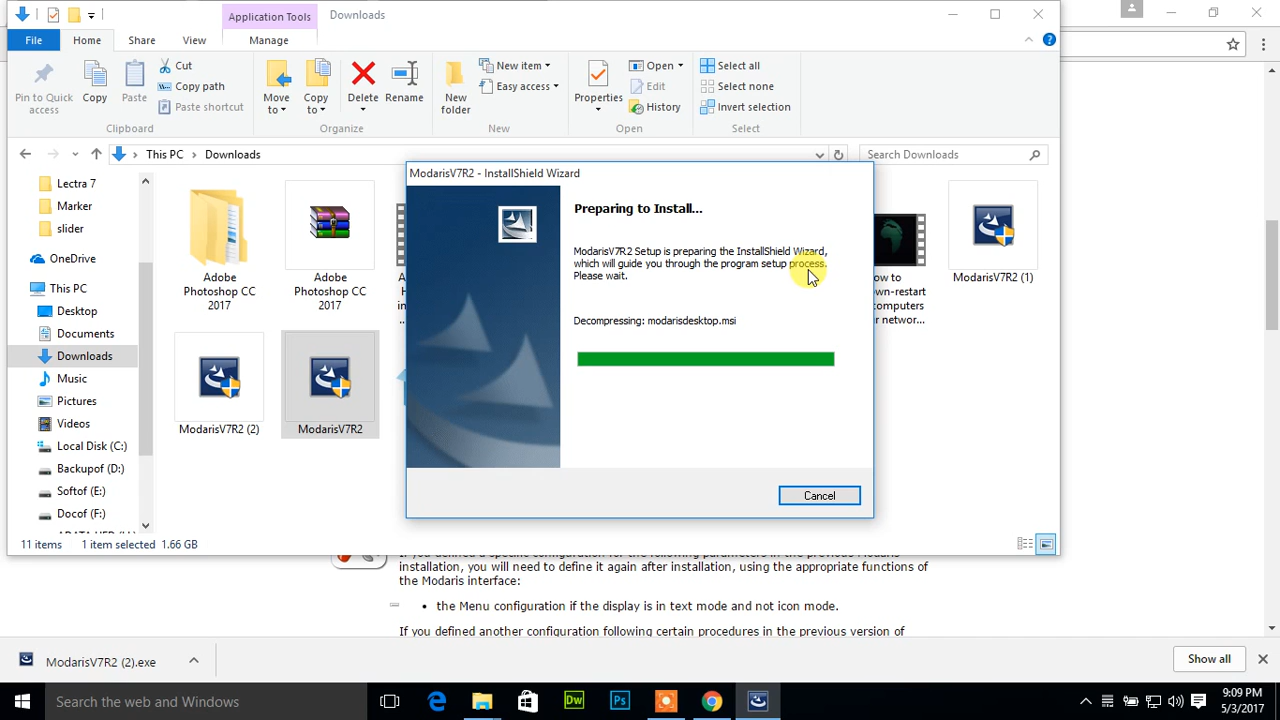 Application Tools
Downloads
File
Home
Share
View
Manage
Pin to Quick
access
Copy
Paste
Cut
Copy path
Paste shortcut
Clipboard
Move
to
Copy
to
Delete
Rename
Organize
New
folder
New item
Easy access
New
Properties
Open
Edit
History
Open
Select all
Select none
Invert selection
Select
This PC
Downloads
Search Downloads
Lectra 7
Marker
slider
OneDrive
This PC
Desktop
Documents
Downloads
Music
Pictures
Videos
Local Disk (C:)
Backupof (D:)
Softof (E:)
Docof (F:)
Adobe
Photoshop CC
2017
Adobe
Photoshop CC
2017
how to
own-restart
computers
ur networ...
ModarisV7R2 (1)
ModarisV7R2 (2)
ModarisV7R2
ModarisV7R2 - InstallShield Wizard
Preparing to Install...
ModarisV7R2 Setup is preparing the InstallShield Wizard,
which will guide you through the program setup process.
Please wait.
Decompressing: modarisdesktop.msi
Cancel
11 items
1 item selected 1.66 GB
installation, you will need to define it again after installation, using the appropriate functions of
the Modaris interface:
• the Menu configuration if the display is in text mode and not icon mode.
If you defined another configuration following certain procedures in the previous version of
ModarisV7R2 (2).exe
Show all
Search the web and Windows
Dw
Ps
9:09 PM
5/3/2017